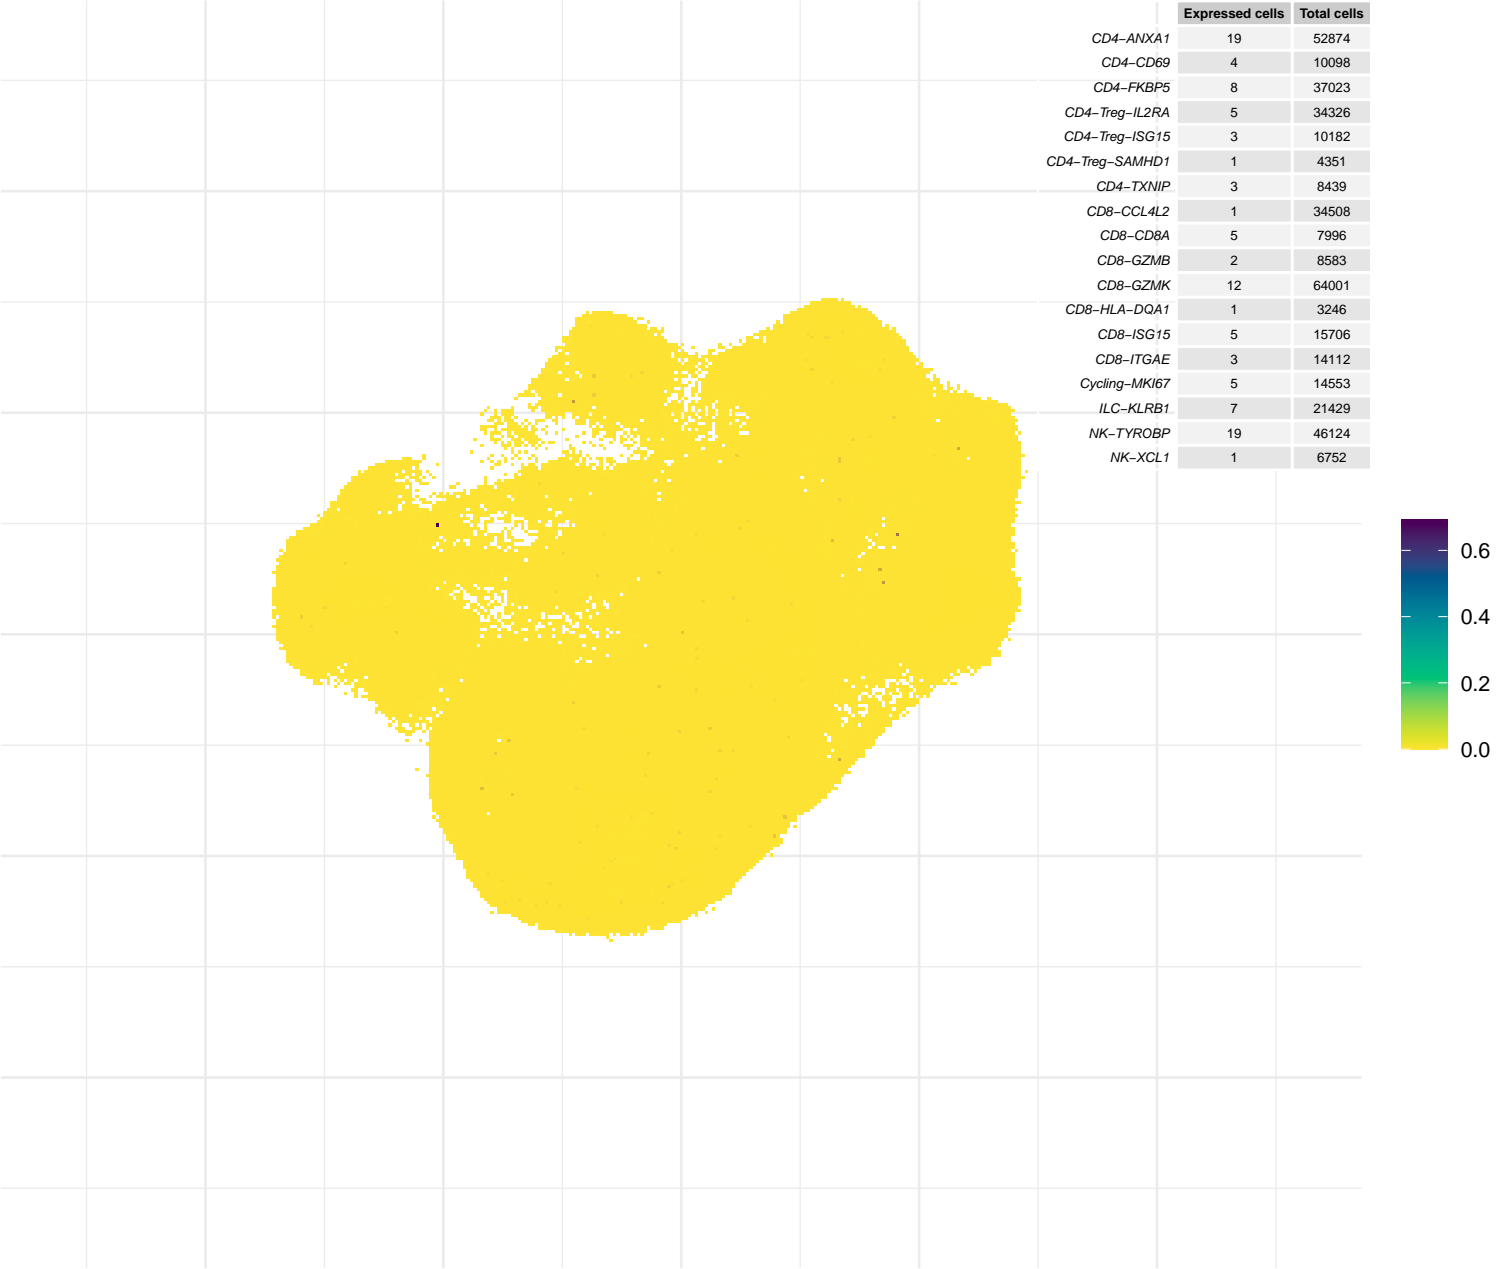 Expressed cells Total cells
CD4−ANXA1 19 52874
CD4−CD69 4 10098
CD4−FKBP5 8 37023
CD4−Treg−IL2RA 5 34326
CD4−Treg−ISG15 3 10182
CD4−Treg−SAMHD1 1 4351
CD4−TXNIP 3 8439
CD8−CCL4L2 1 34508
CD8−CD8A 5 7996
CD8−GZMB 2 8583
CD8−GZMK 12 64001
CD8−HLA−DQA1 1 3246
CD8−ISG15 5 15706
CD8−ITGAE 3 14112
Cycling−MKI67 5 14553
ILC−KLRB1 7 21429
NK−TYROBP 19 46124
NK−XCL1 1 6752
0.6
0.4
0.2
0.0